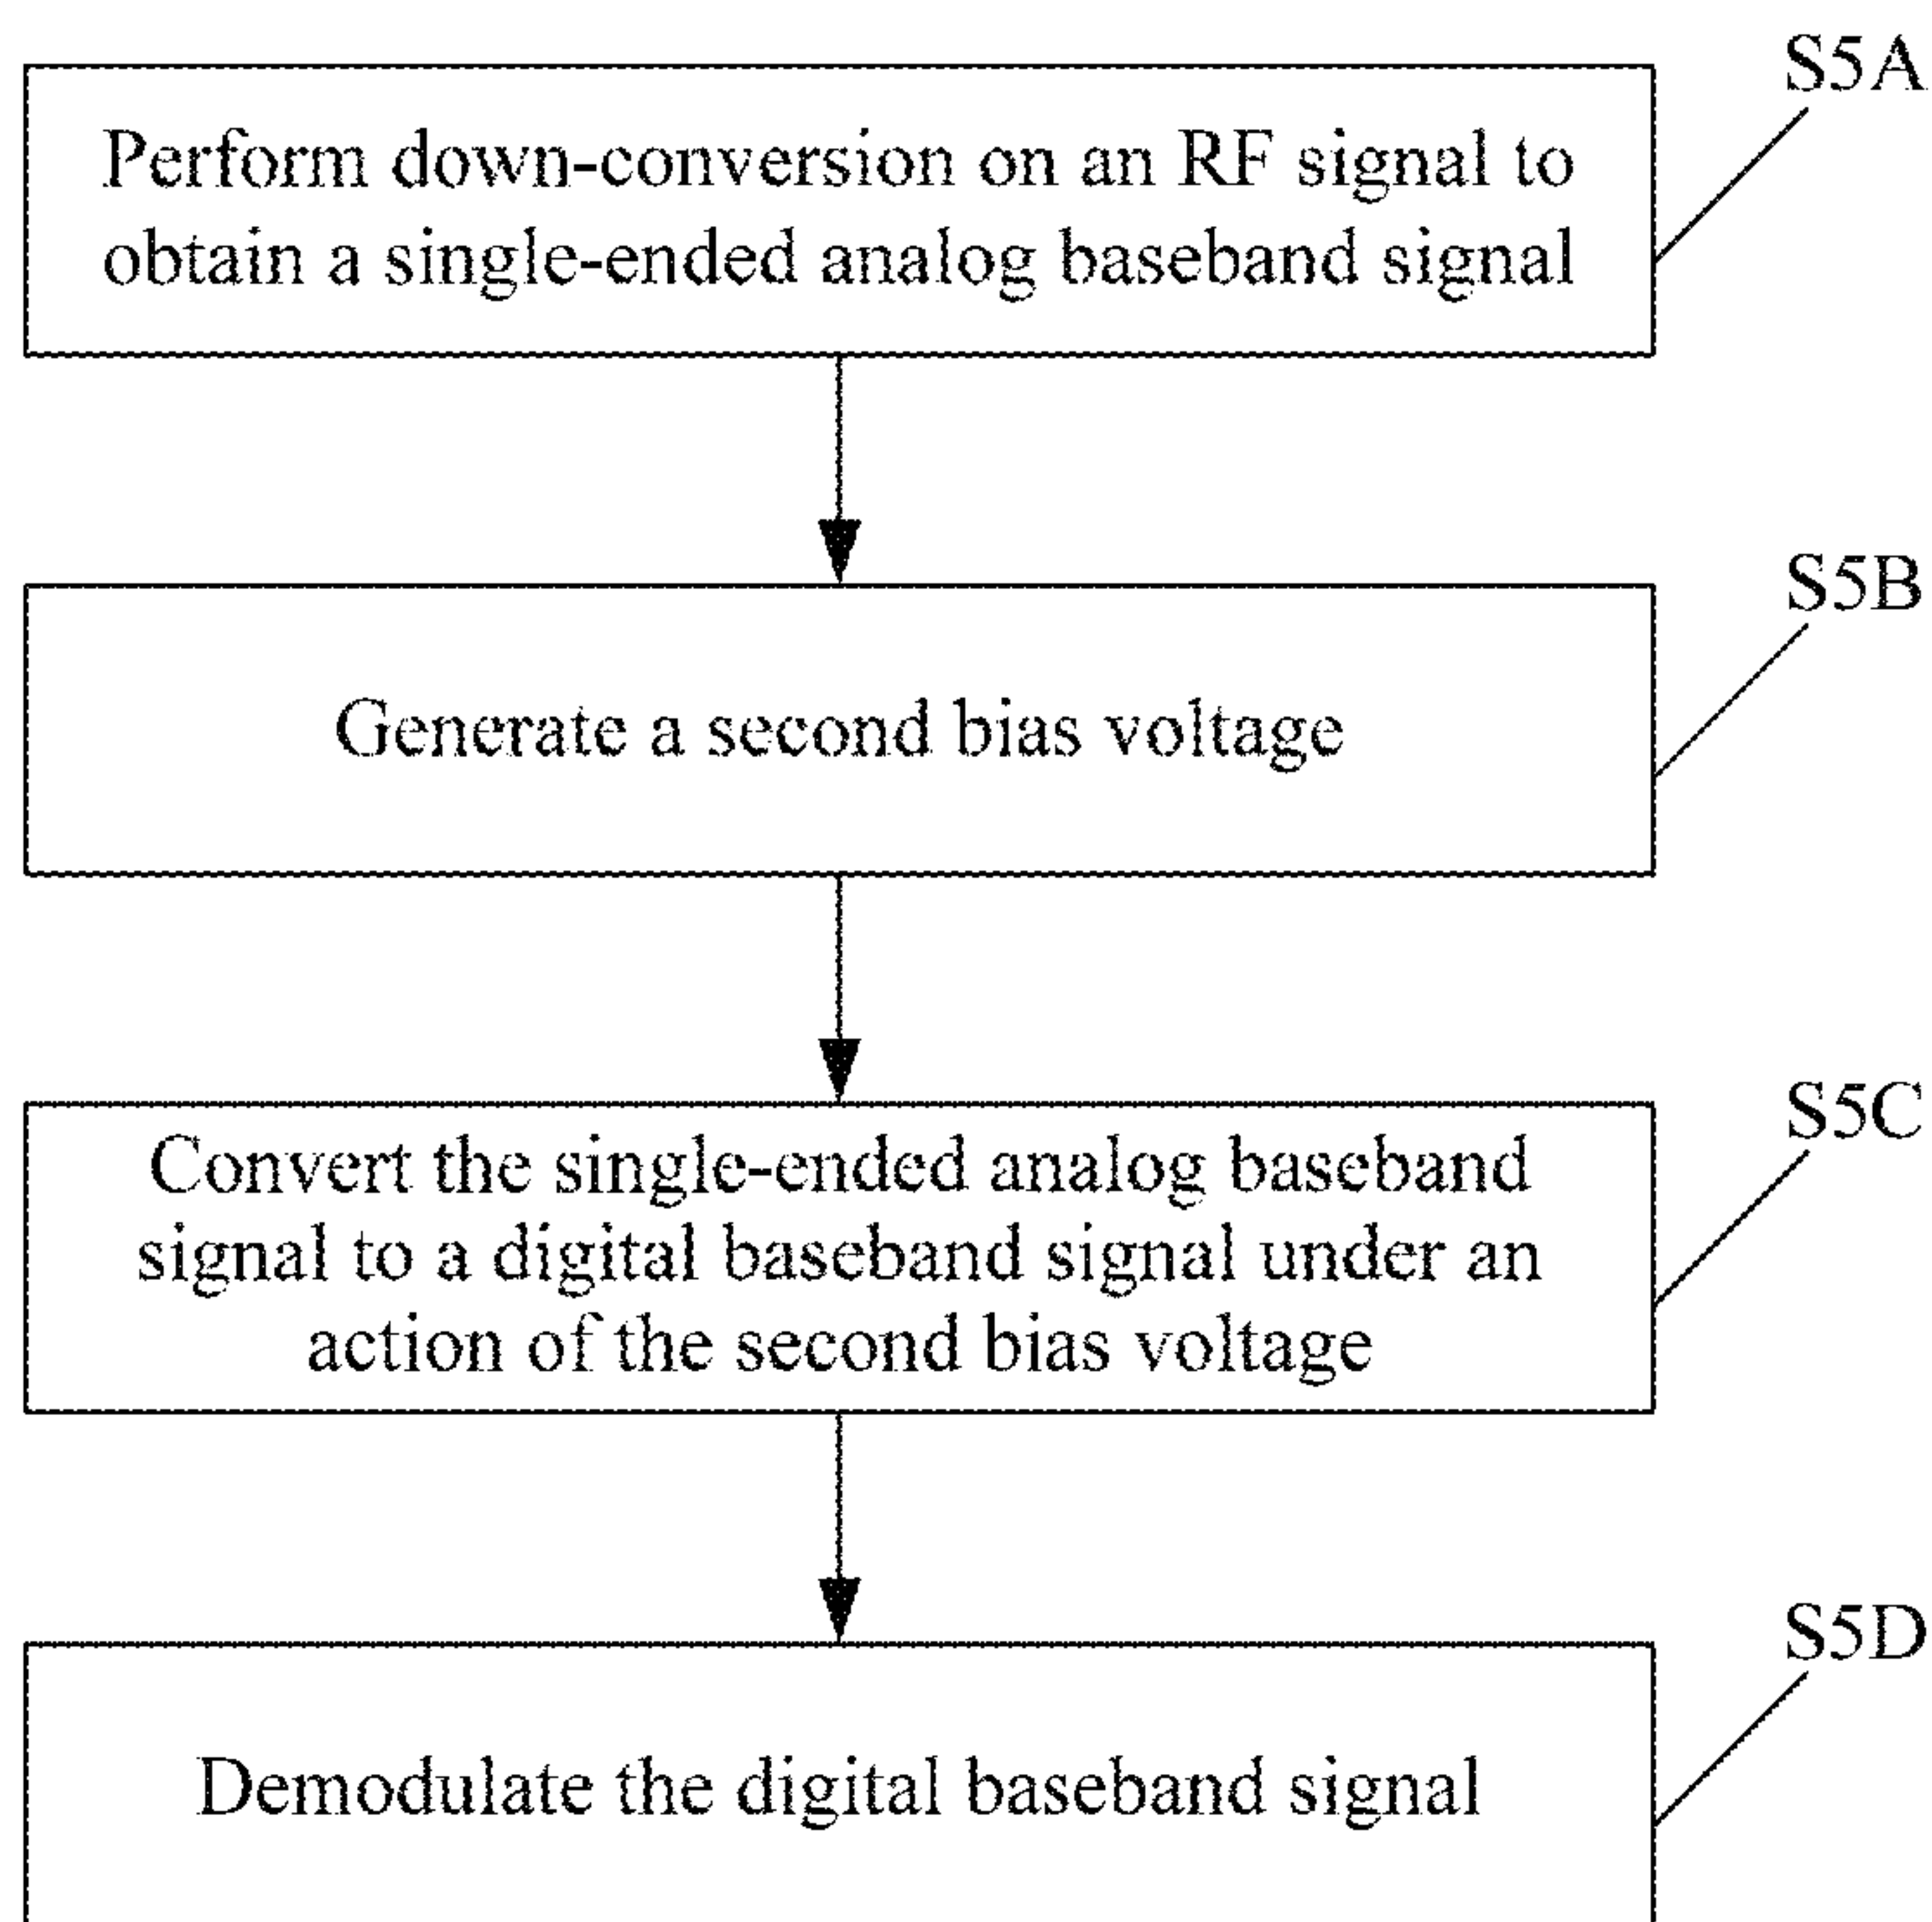 S5A
Perform down-conversion on an RF signal to
obtain a single-ended analog baseband signal
S5B
Generate a second bias voltage
S5C
Convert the single-ended analog baseband
signal to a digital baseband signal under an
action of the second bias voltage
S5D
Demodulate the digital baseband signal